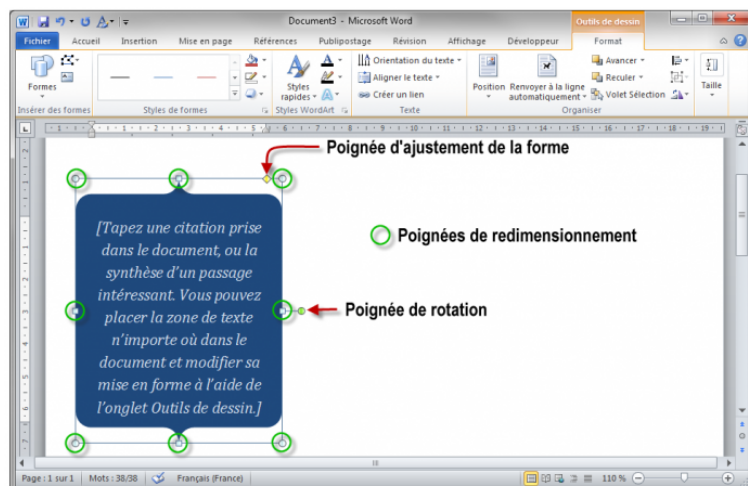 Document3 - Microsoft Word
Outils de dessin
Fichier Accueil Insertion Mise en page Références Publipostage Révision Affichage Développeur Format
Formes
Styles rapides
Orientation du texte
Aligner le texte
Créer un lien
Position
Renvoyer à la ligne automatiquement
Avancer
Reculer
Volet Sélection
Taille
Insérer des formes Styles de formes Styles WordArt Texte Organiser
Poignée d'ajustement de la forme
[Tapez une citation prise
dans le document, ou la
synthèse d'un passage
intéressant. Vous pouvez
placer la zone de texte
n'importe où dans le
document et modifier sa
mise en forme à l'aide de
l'onglet Outils de dessin.]
Poignées de redimensionnement
Poignée de rotation
Page : 1 sur 1 Mots : 38/38 Français (France) 110 %